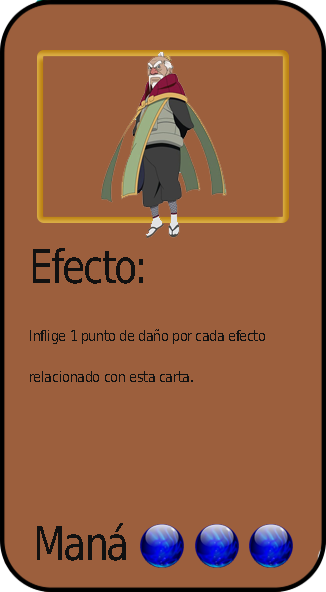 Efecto:
Inflige 1 punto de daño por cada efecto
relacionado con esta carta.
Maná